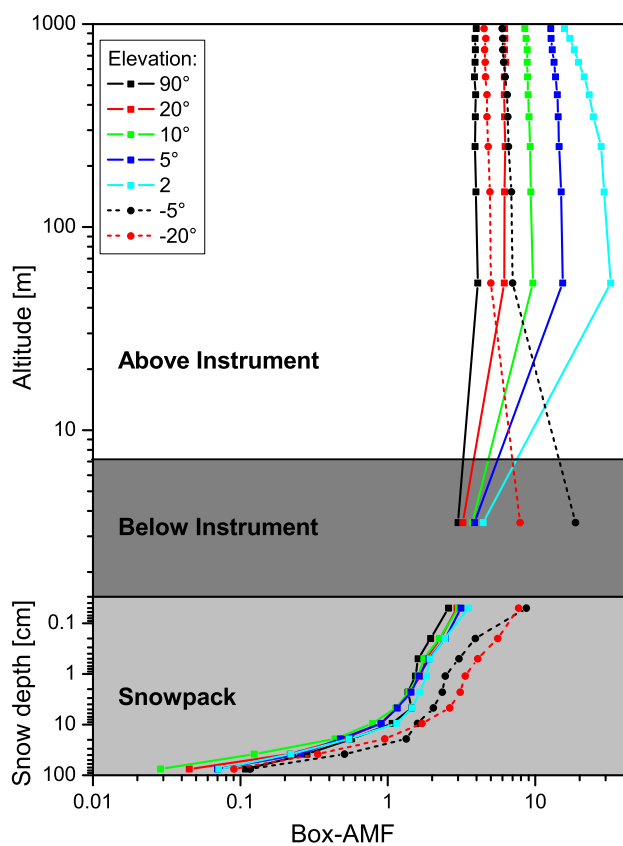 1000
Elevation:
90°
20°
10°
5°
2
-5°
-20°
100
Altitude [m]
Above Instrument
10
Below Instrument
0.1
Snow depth [cm]
1
Snowpack
10
100
0.01 0.1 1 10
Box-AMF